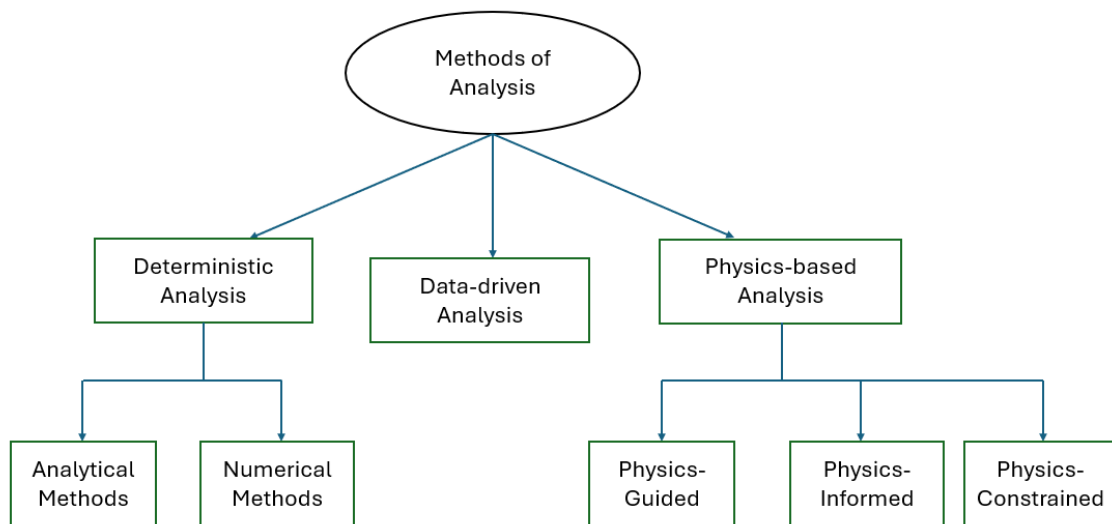 Methods of
Analysis
Deterministic
Analysis
Data-driven
Analysis
Physics-based
Analysis
Analytical
Methods
Numerical
Methods
Physics-
Guided
Physics-
Informed
Physics-
Constrained